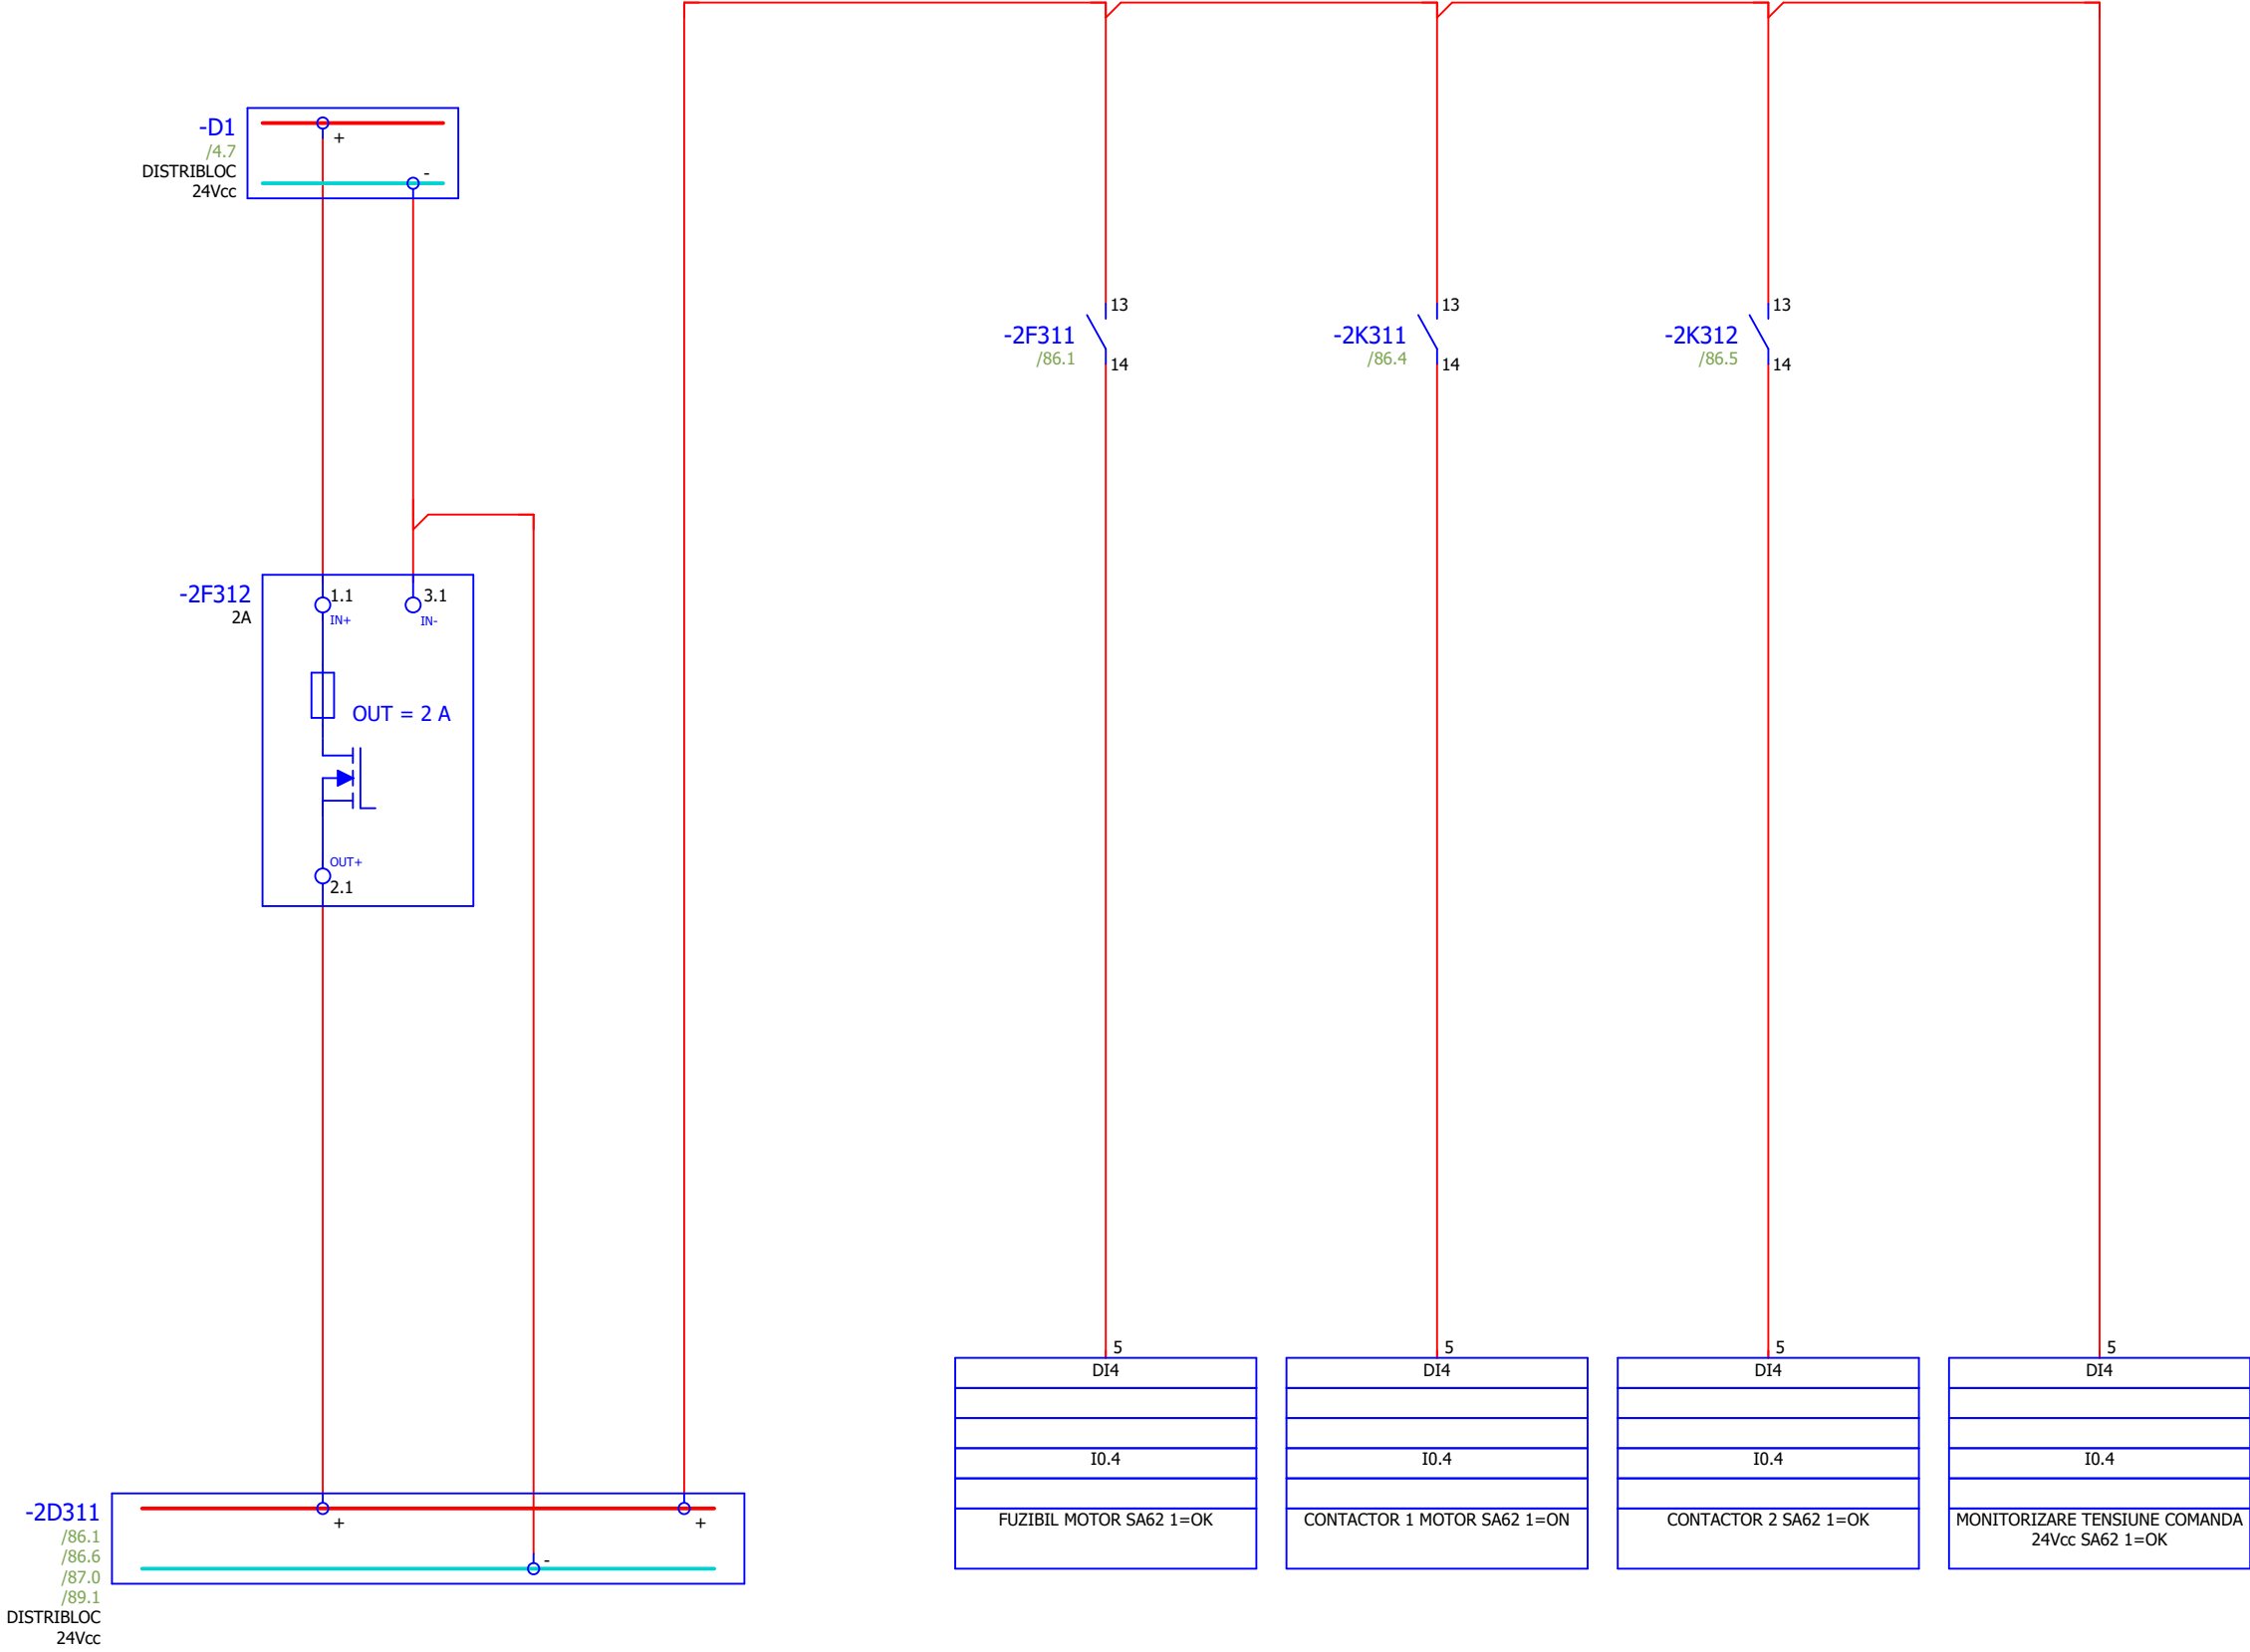 -D1
/4.7
DISTRIBLOC
24Vcc
+
-
-2F311
/86.1
13
14
-2K311
/86.4
13
14
-2K312
/86.5
13
14
-2F312
2A
1.1
IN+
3.1
IN-
OUT = 2 A
OUT+
2.1
5
DI4
I0.4
FUZIBIL MOTOR SA62 1=OK
5
DI4
I0.4
CONTACTOR 1 MOTOR SA62 1=ON
5
DI4
I0.4
CONTACTOR 2 SA62 1=OK
5
DI4
I0.4
MONITORIZARE TENSIUNE COMANDA
24Vcc SA62 1=OK
-2D311
/86.1
/86.6
/87.0
/89.1
DISTRIBLOC
24Vcc
+
-
+